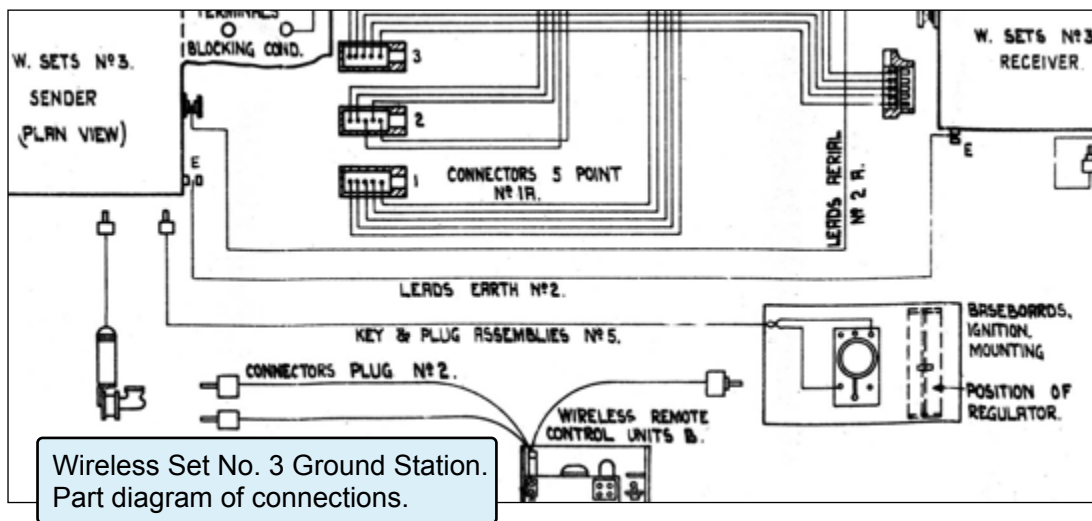 TERMINALS
BLOCKING COND.
W. SETS Nº3.
SENDER
(PLAN VIEW)
E
3
2
1
CONNECTORS 5 POINT
Nº 1A.
LEADS AERIAL
Nº 2 A.
W. SETS Nº3
RECEIVER.
E
LEADS EARTH Nº2.
KEY & PLUG ASSEMBLIES Nº5.
CONNECTORS PLUG Nº2.
WIRELESS REMOTE
CONTROL UNITS B.
BASEBOARDS,
IGNITION,
MOUNTING
POSITION OF
REGULATOR.
Wireless Set No. 3 Ground Station.
Part diagram of connections.